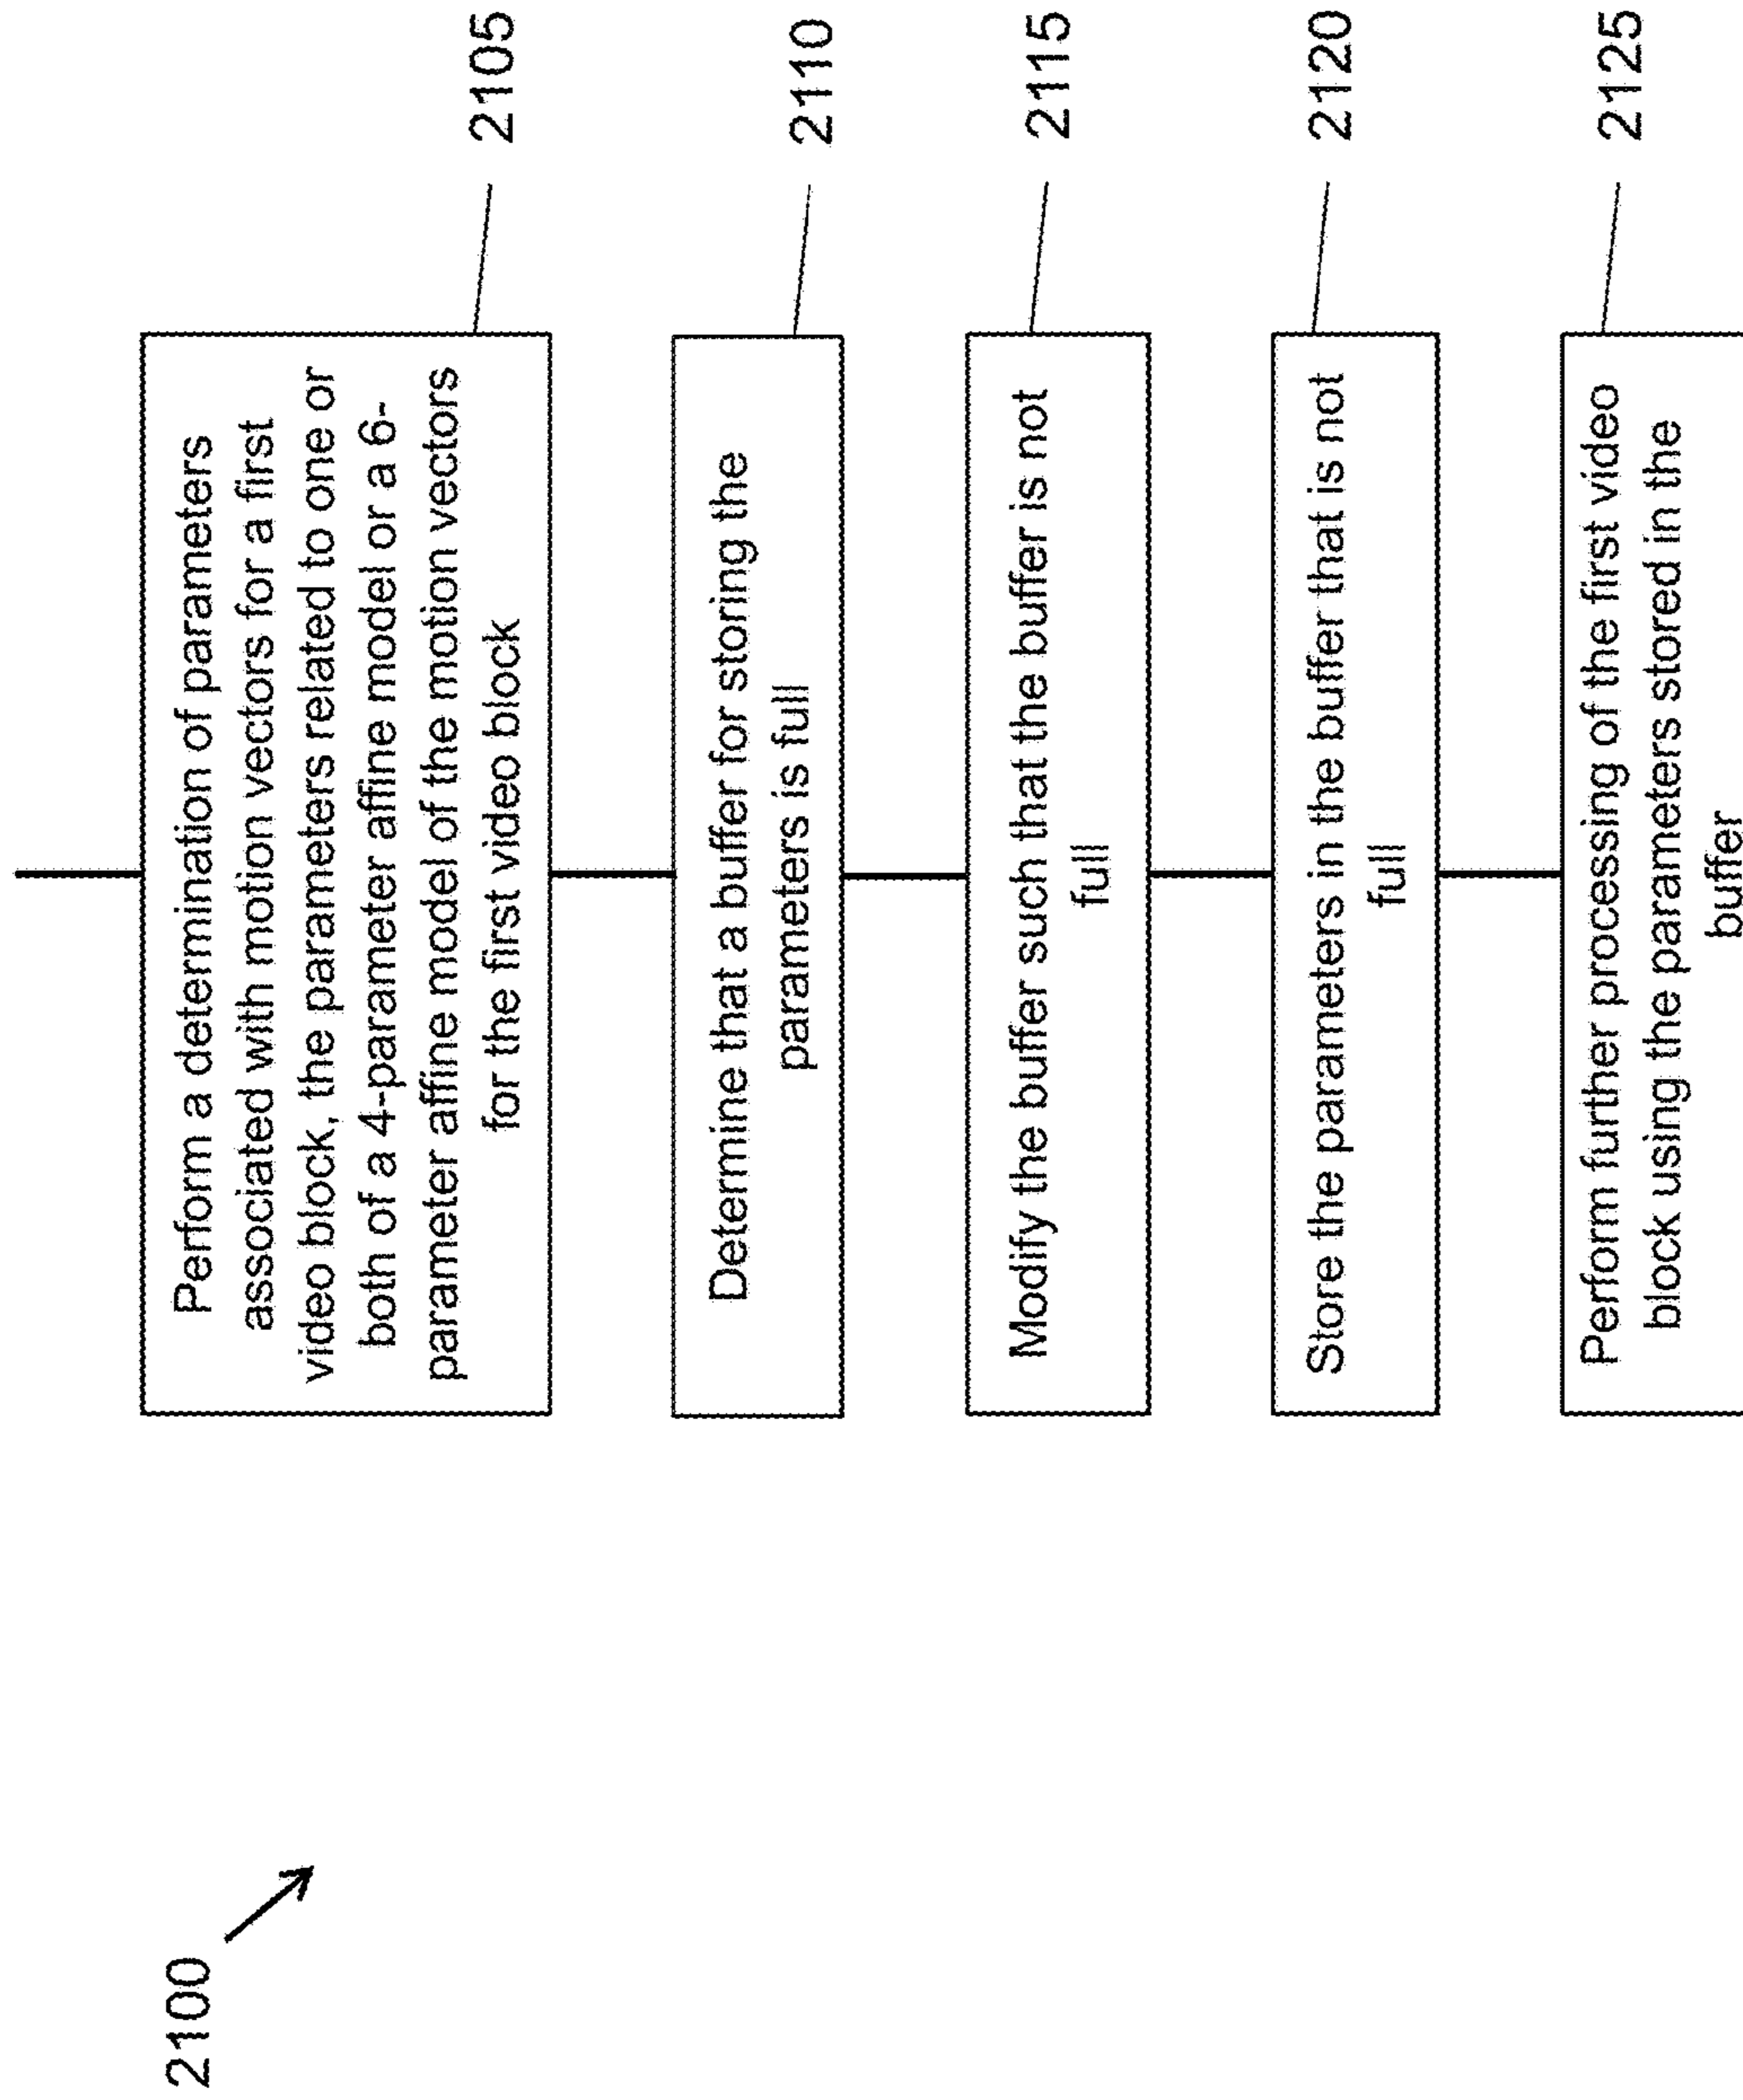 2100
Perform a determination of parameters
associated with motion vectors for a first
video block, the parameters related to one or
both of a 4-parameter affine model or a 6-
parameter affine model of the motion vectors
for the first video block
2105
Determine that a buffer for storing the
parameters is full
2110
Modify the buffer such that the buffer is not
full
2115
Store the parameters in the buffer that is not
full
2120
Perform further processing of the first video
block using the parameters stored in the
buffer
2125